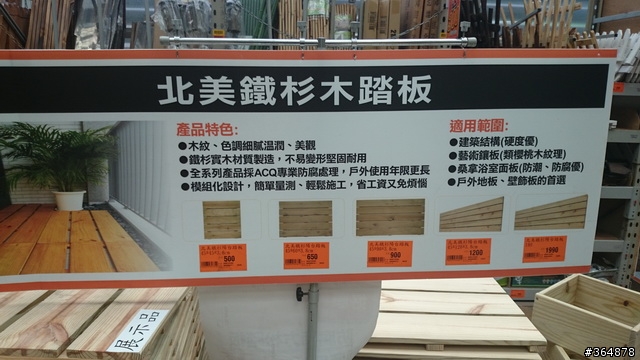 北美鐵杉木踏板
產品特色:
●木紋、色調細膩溫潤、美觀
●鐵杉實木材質製造，不易變形堅固耐用
●全系列產品採ACQ專業防腐處理，戶外使用年限更長
●模組化設計，簡單量測、輕鬆施工，省工資又免煩惱
適用範圍:
●建築結構(硬度優)
●藝術鑲板(類櫻桃木紋理)
●桑拿浴室面板(防潮、防腐優)
●戶外地板、壁飾板的首選
500
650
900
1200
展示品
#364878